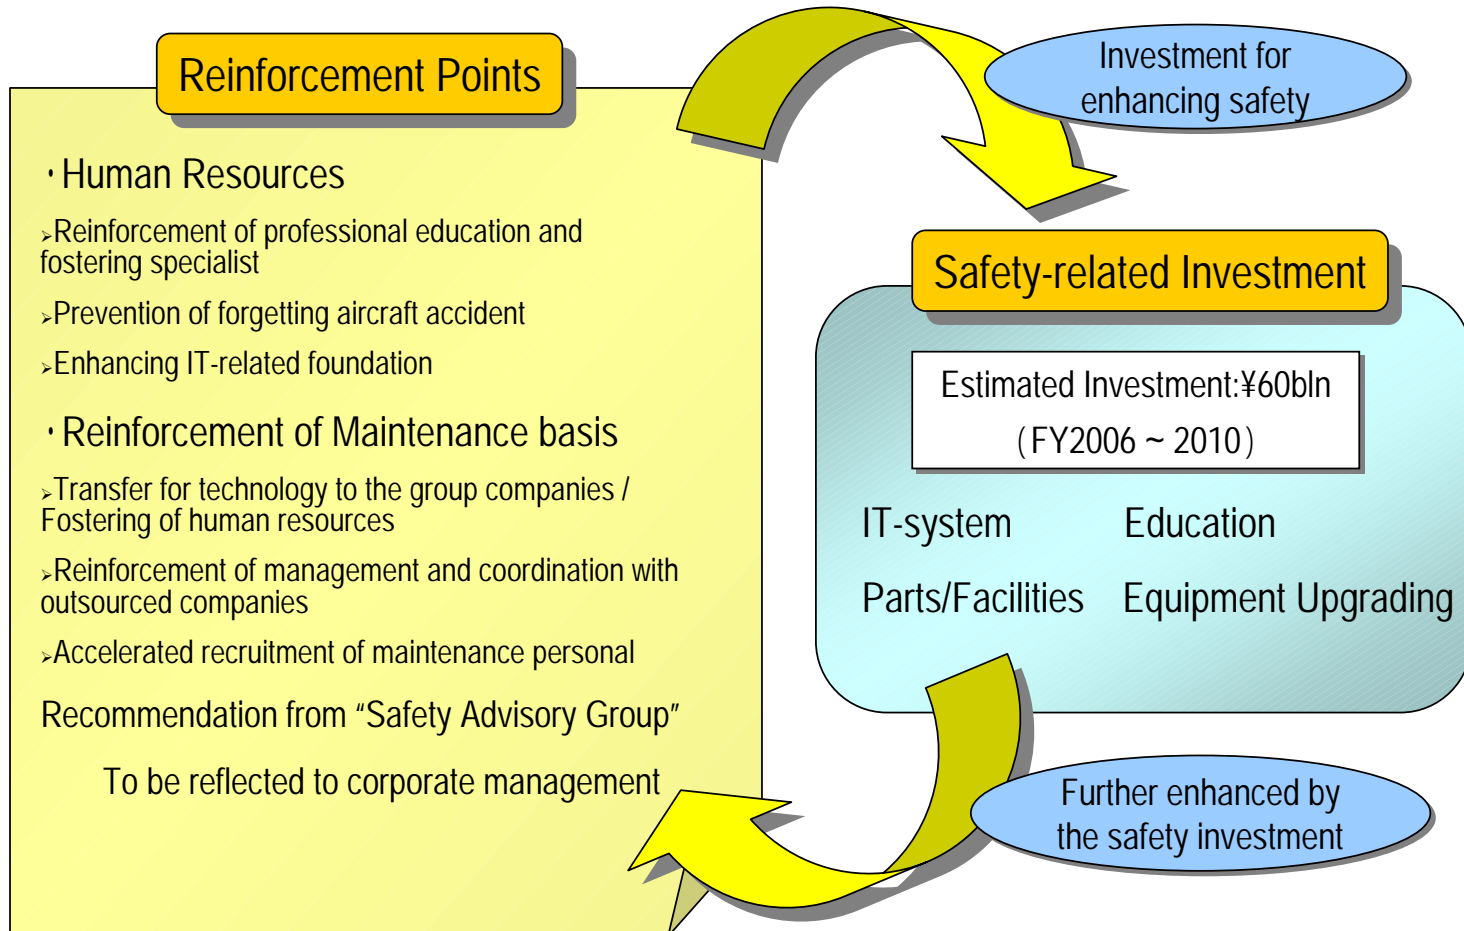 Reinforcement Points
・Human Resources
➢Reinforcement of professional education and
fostering specialist
➢Prevention of forgetting aircraft accident
➢Enhancing IT-related foundation
・Reinforcement of Maintenance basis
➢Transfer for technology to the group companies /
Fostering of human resources
➢Reinforcement of management and coordination with
outsourced companies
➢Accelerated recruitment of maintenance personal
Recommendation from “Safety Advisory Group”
To be reflected to corporate management
Investment for
enhancing safety
Safety-related Investment
Estimated Investment:¥60bln
(FY2006 ~ 2010)
IT-system Education
Parts/Facilities Equipment Upgrading
Further enhanced by
the safety investment